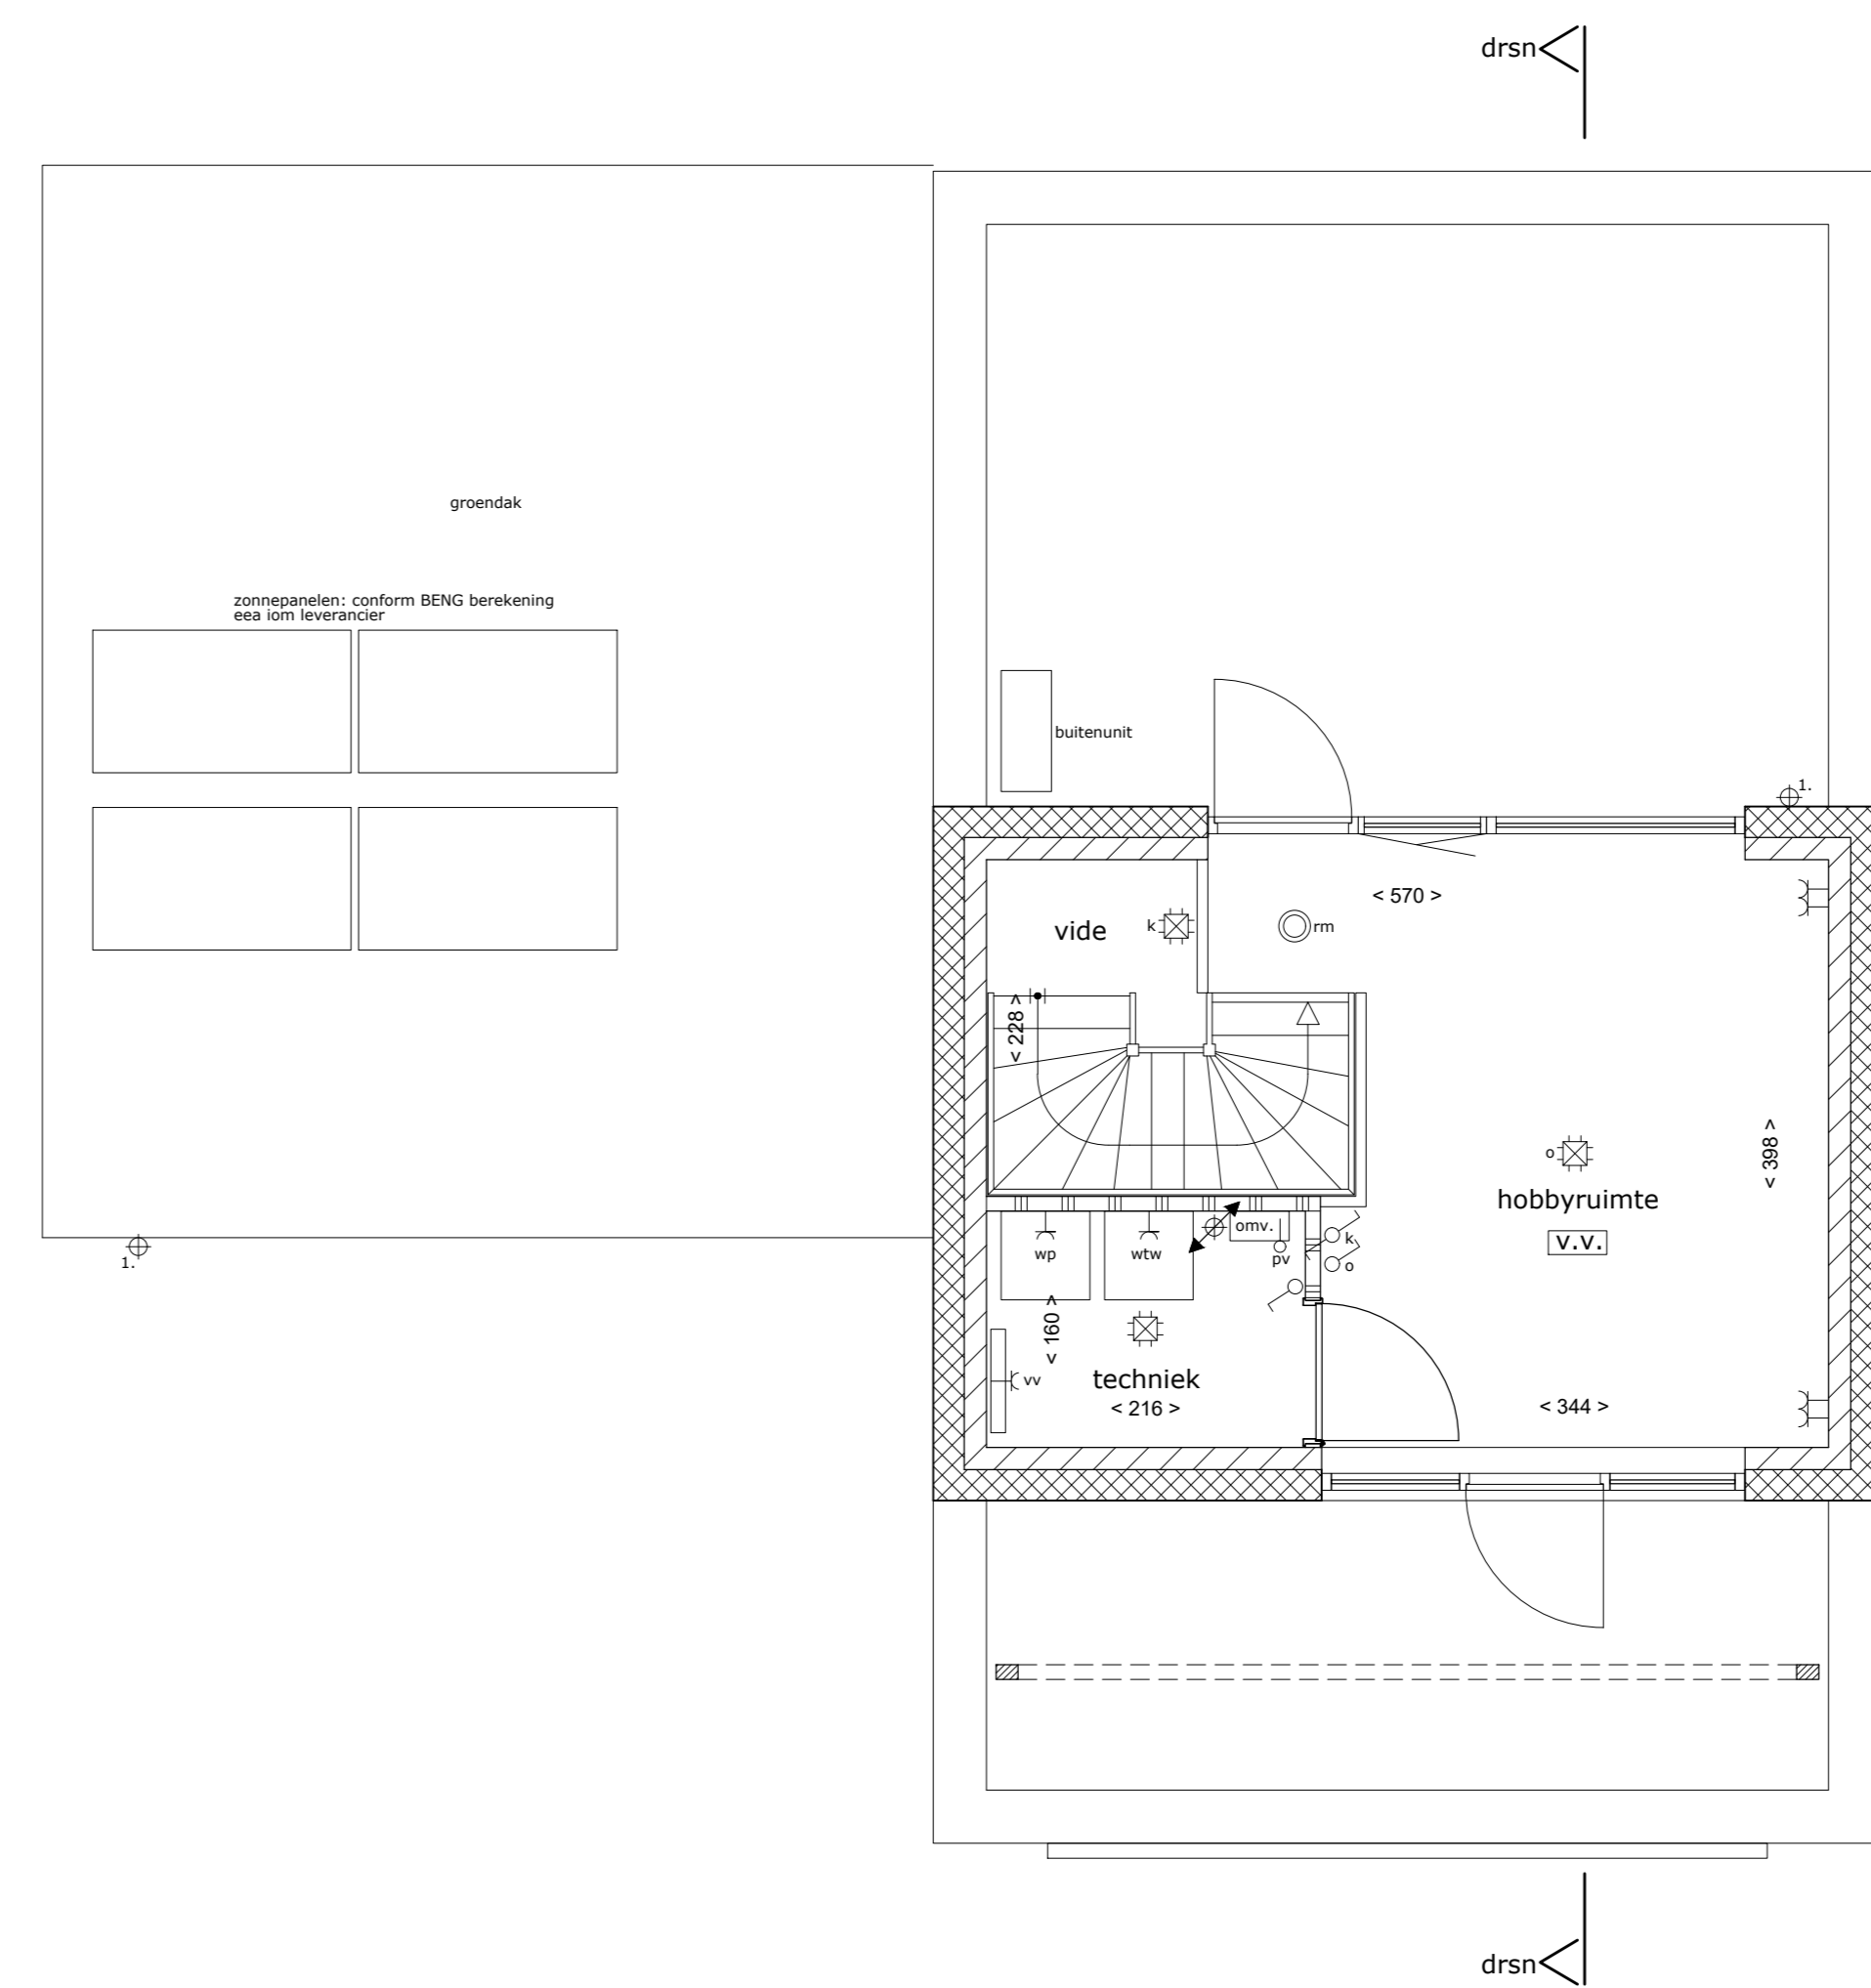 drsn
groendak
zonnepanelen: conform BENG berekening
eea iom leverancier
buitenunit
1.
< 570 >
vide
k
rm
< 228 >
< 398 >
o
hobbyruimte
v.v.
omv.
k
wp
wtw
pv
o
1.
< 160 >
vv
techniek
< 216 >
< 344 >
drsn